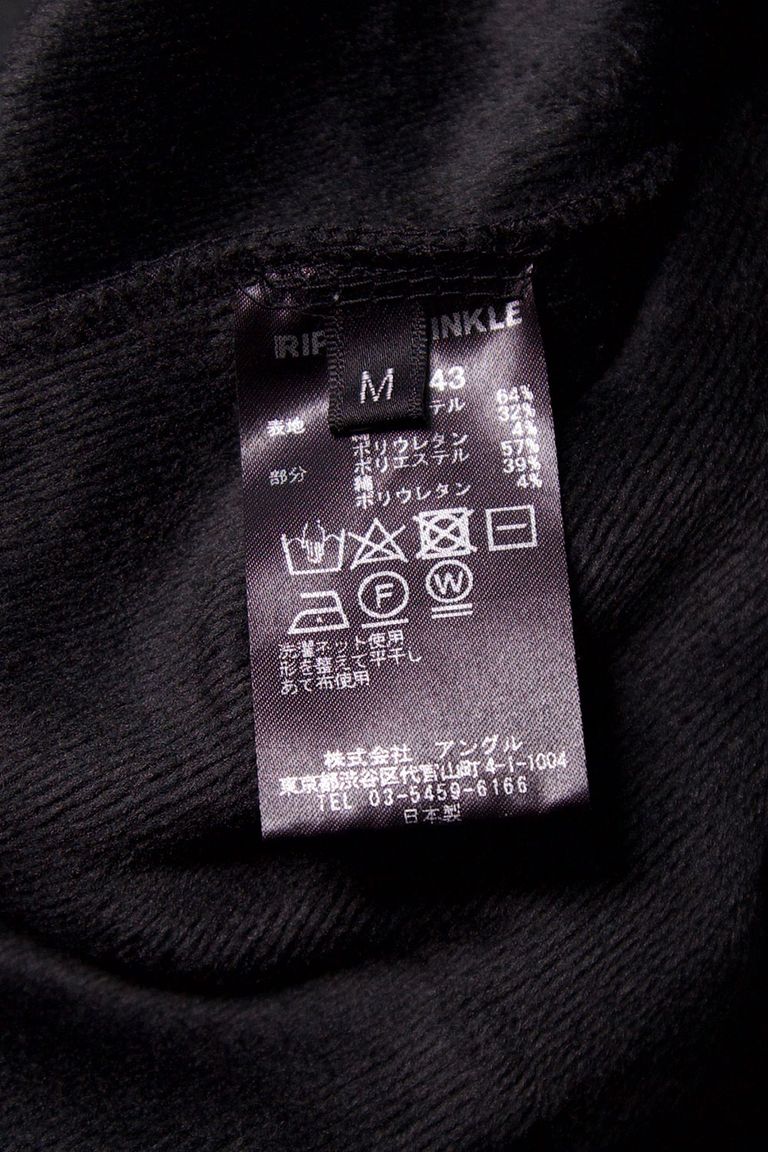 RIP INKLE
M
43
テル 64%
表地 32%
ポリウレタン 4%
部分 ポリエステル 57%
綿 39%
ポリウレタン 4%
F W
洗濯ネット使用
形を整えて平干し
あて布使用
株式会社 アングル
東京都渋谷区代官山町4-1-1004
TEL 03-5459-6166
日本製